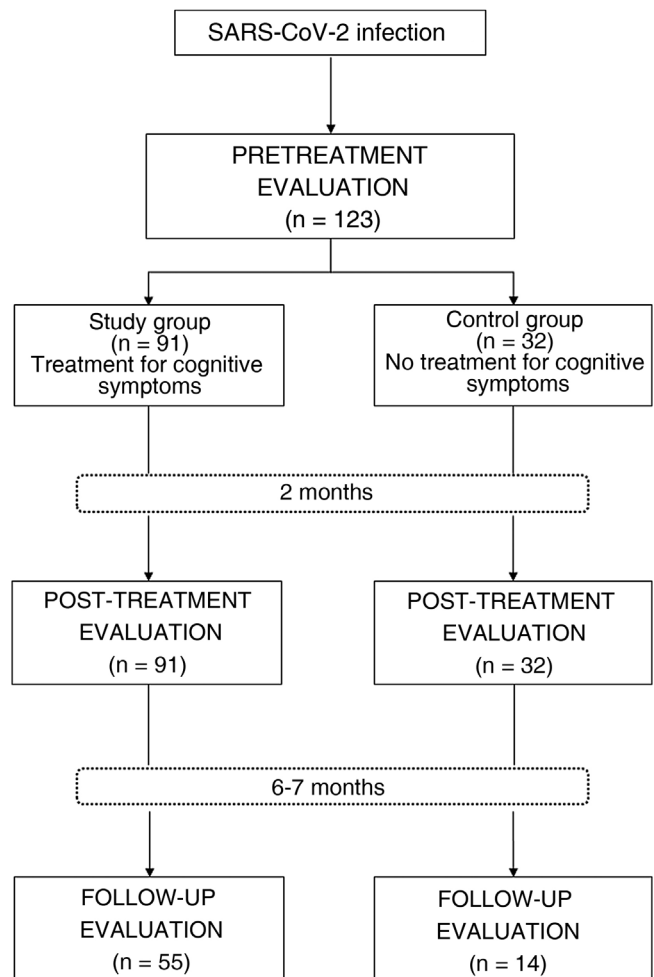 SARS-CoV-2 infection
PRETREATMENT
EVALUATION
(n = 123)
Study group
(n = 91)
Treatment for cognitive
symptoms
Control group
(n = 32)
No treatment for cognitive
symptoms
2 months
POST-TREATMENT
EVALUATION
(n = 91)
POST-TREATMENT
EVALUATION
(n = 32)
6-7 months
FOLLOW-UP
EVALUATION
(n = 55)
FOLLOW-UP
EVALUATION
(n = 14)